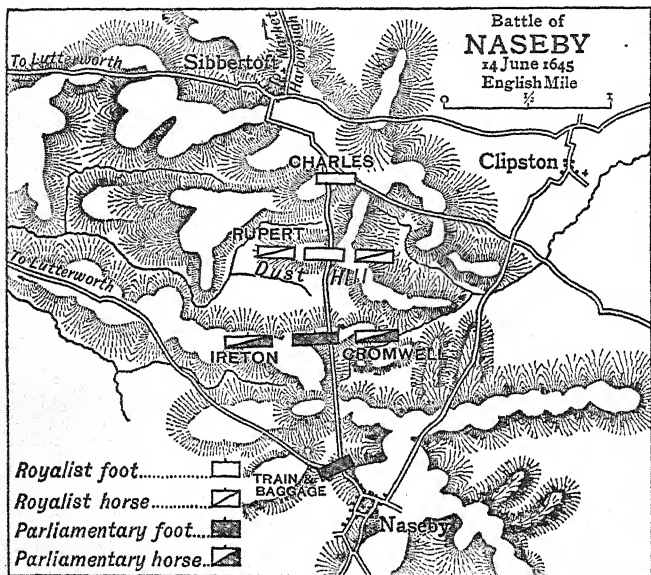 Battle of
NASEBY
14 June 1645
English Mile
0 ½ 1
To Lutterworth
Sibbertoft
To Market
Harborough
CHARLES
Clipston
RUPERT
Dust Hill
To Lutterworth
IRETON
CROMWELL
TRAIN &
BAGGAGE
Naseby
Royalist foot
Royalist horse
Parliamentary foot
Parliamentary horse